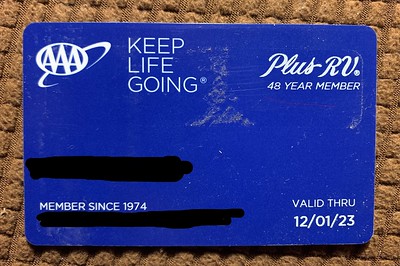 AAA
KEEP
LIFE
GOING®
Plus RV®
48 YEAR MEMBER
MEMBER SINCE 1974
VALID THRU
12/01/23